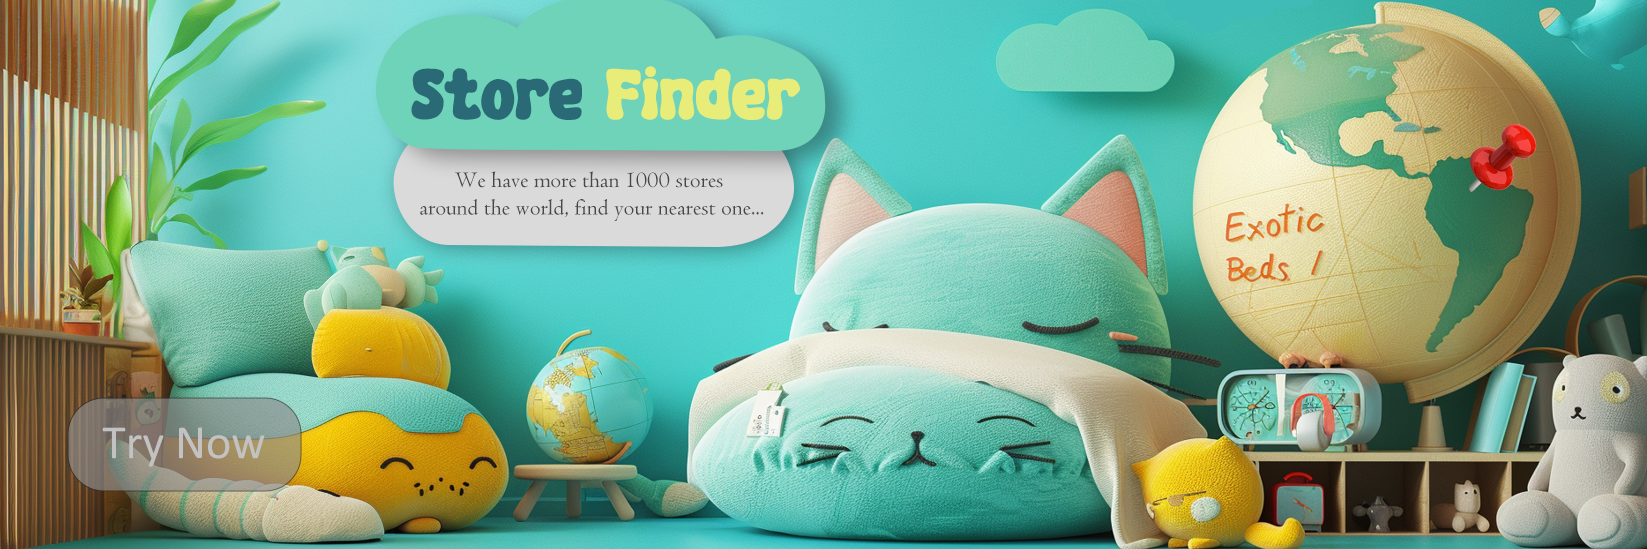 Store Finder
We have more than 1000 stores
around the world, find your nearest one...
Exotic
Beds !
Try Now